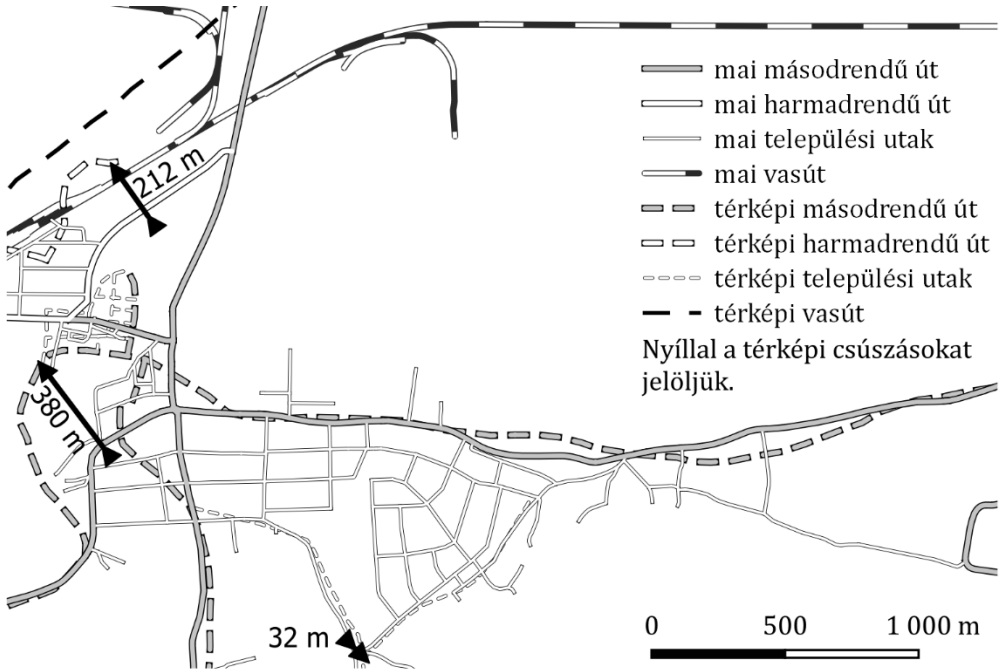 mai másodrendű út
mai harmadrendű út
mai települési utak
mai vasút
térképi másodrendű út
térképi harmadrendű út
térképi települési utak
térképi vasút
Nyíllal a térképi csúszásokat
jelöljük.
212 m
380 m
32 m
0 500 1 000 m